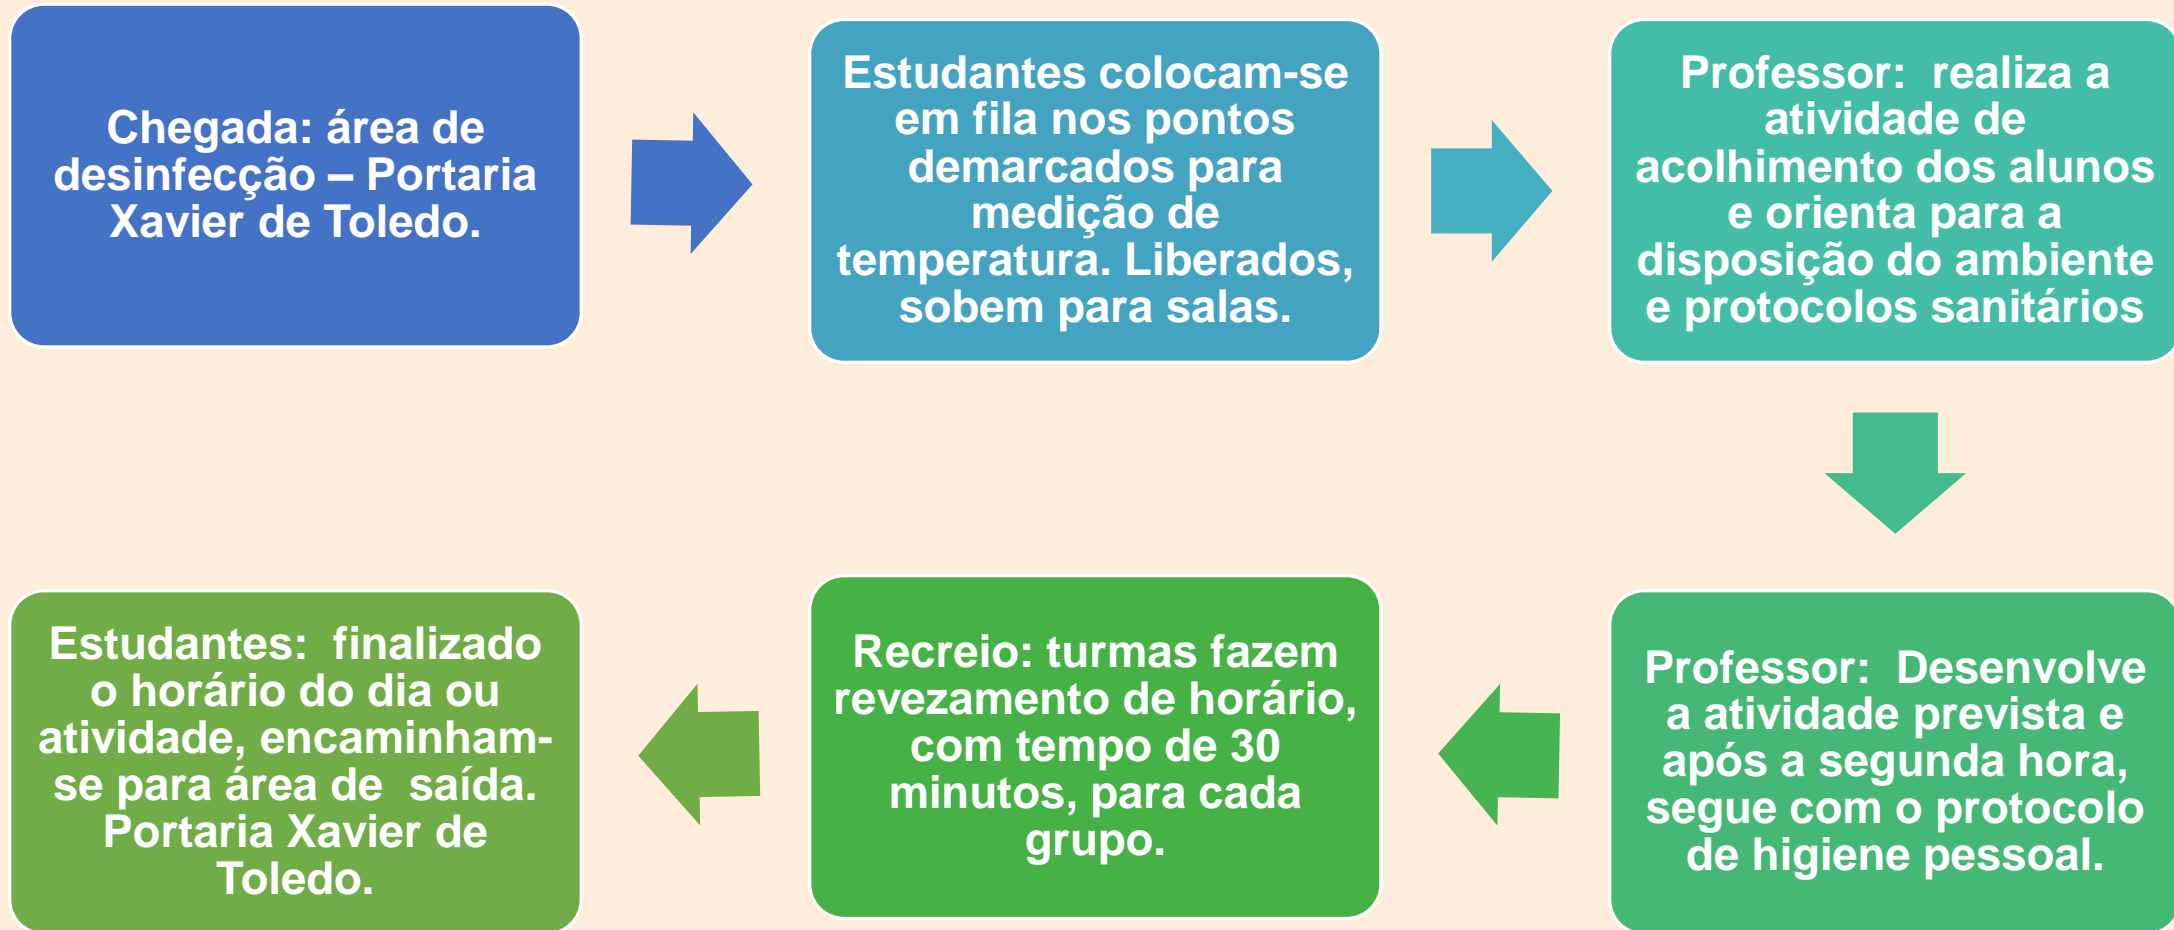 Chegada: área de
desinfecção – Portaria
Xavier de Toledo.
Estudantes colocam-se
em fila nos pontos
demarcados para
medição de
temperatura. Liberados,
sobem para salas.
Professor: realiza a
atividade de
acolhimento dos alunos
e orienta para a
disposição do ambiente
e protocolos sanitários
Professor: Desenvolve
a atividade prevista e
após a segunda hora,
segue com o protocolo
de higiene pessoal.
Recreio: turmas fazem
revezamento de horário,
com tempo de 30
minutos, para cada
grupo.
Estudantes: finalizado
o horário do dia ou
atividade, encaminham-
se para área de saída.
Portaria Xavier de
Toledo.